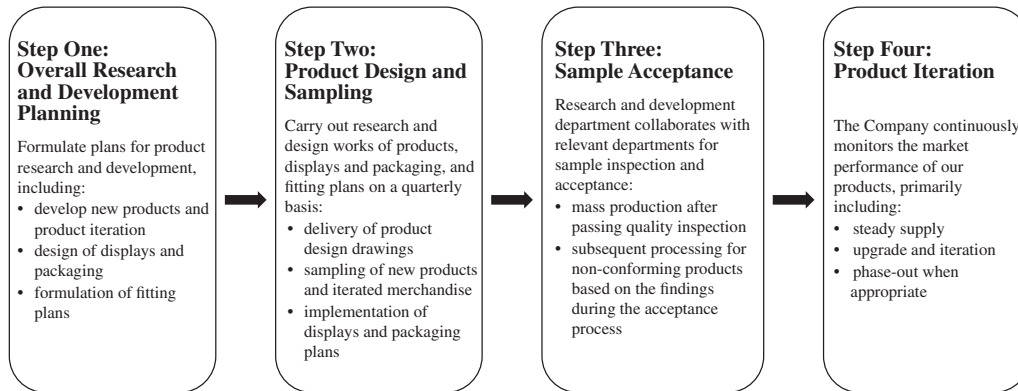 Step One:
Overall Research
and Development
Planning
Formulate plans for product
research and development,
including:
• develop new products and
product iteration
• design of displays and
packaging
• formulation of fitting
plans
Step Two:
Product Design and
Sampling
Carry out research and
design works of products,
displays and packaging, and
fitting plans on a quarterly
basis:
• delivery of product
design drawings
• sampling of new products
and iterated merchandise
• implementation of
displays and packaging
plans
Step Three:
Sample Acceptance
Research and development
department collaborates with
relevant departments for
sample inspection and
acceptance:
• mass production after
passing quality inspection
• subsequent processing for
non-conforming products
based on the findings
during the acceptance
process
Step Four:
Product Iteration
The Company continuously
monitors the market
performance of our
products, primarily
including:
• steady supply
• upgrade and iteration
• phase-out when
appropriate